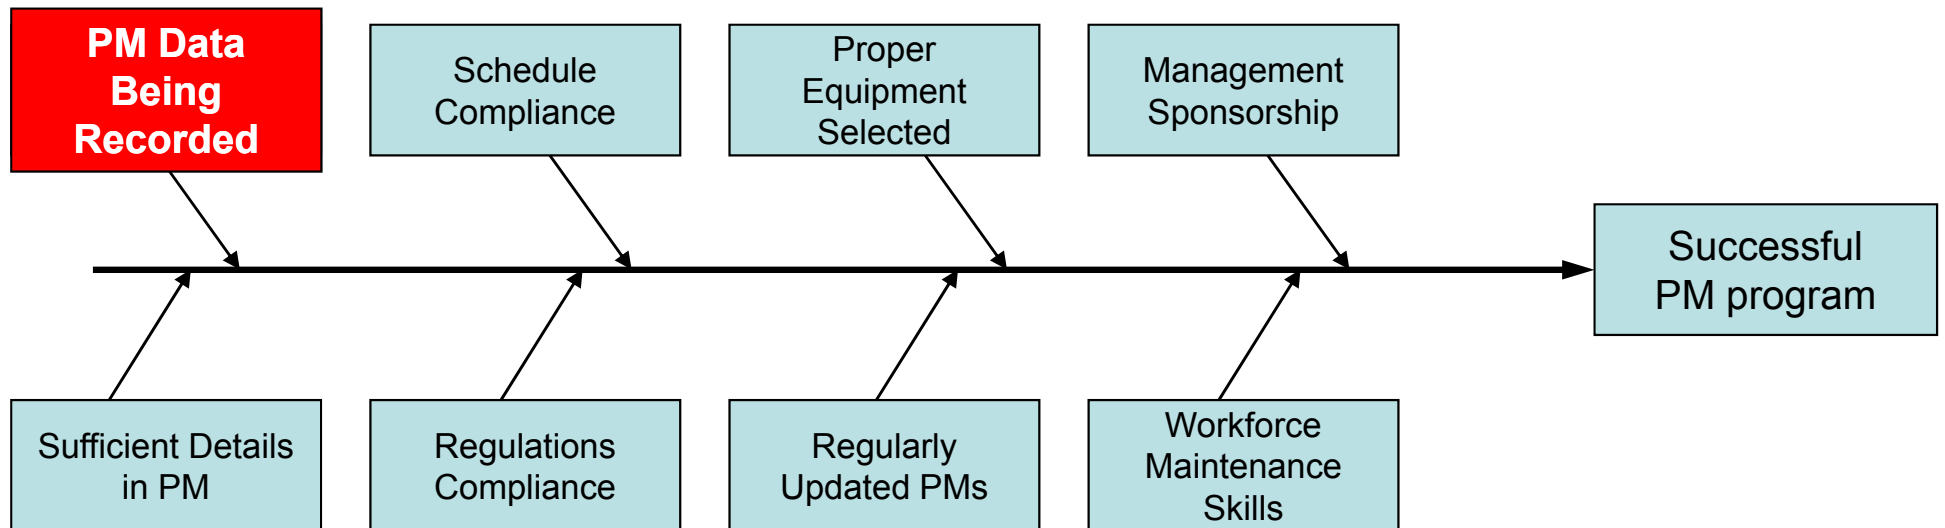 PM Data
Being
Recorded
Schedule
Compliance
Proper
Equipment
Selected
Management
Sponsorship
Successful
PM program
Sufficient Details
in PM
Regulations
Compliance
Regularly
Updated PMs
Workforce
Maintenance
Skills